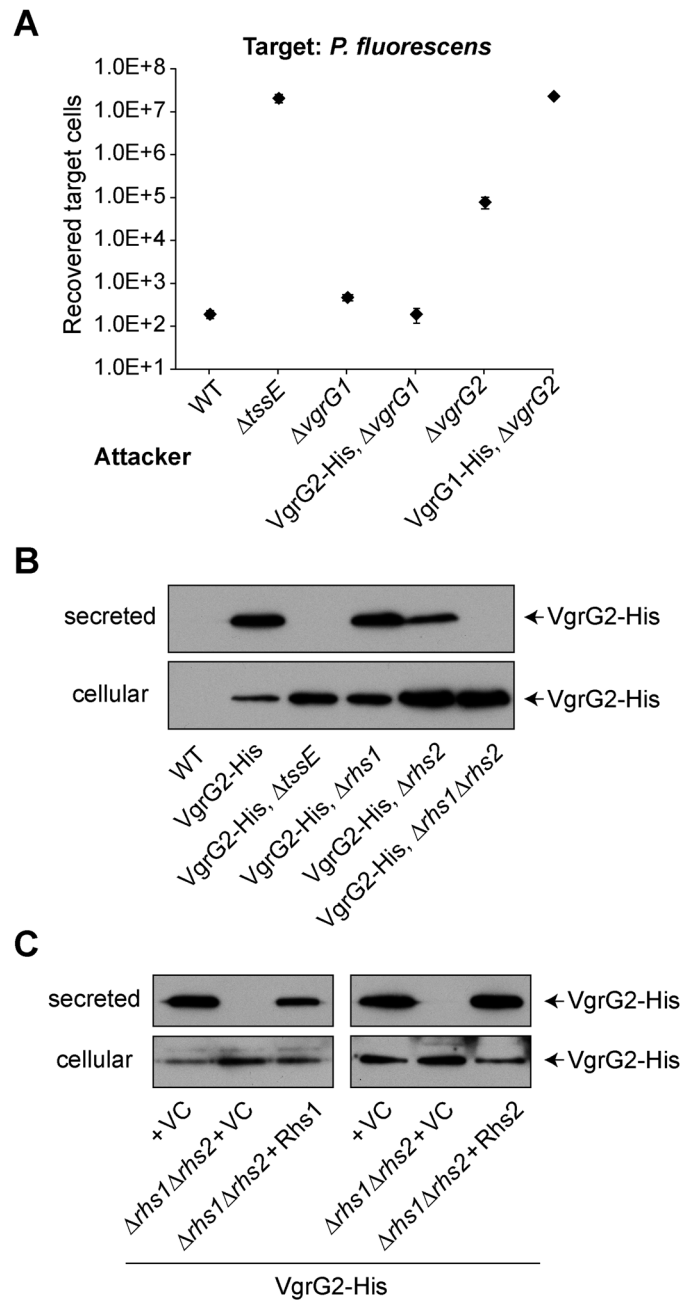 A
Target: P. fluorescens
Recovered target cells
1.0E+8
1.0E+7
1.0E+6
1.0E+5
1.0E+4
1.0E+3
1.0E+2
1.0E+1
WT
ΔtssE
ΔvgrG1
VgrG2-His, ΔvgrG1
ΔvgrG2
VgrG1-His, ΔvgrG2
Attacker
B
secreted
VgrG2-His
cellular
VgrG2-His
WT
VgrG2-His
VgrG2-His, ΔtssE
VgrG2-His, Δrhs1
VgrG2-His, Δrhs2
VgrG2-His, Δrhs1Δrhs2
C
secreted
VgrG2-His
cellular
VgrG2-His
+VC
Δrhs1Δrhs2+VC
Δrhs1Δrhs2+Rhs1
+VC
Δrhs1Δrhs2+VC
Δrhs1Δrhs2+Rhs2
VgrG2-His